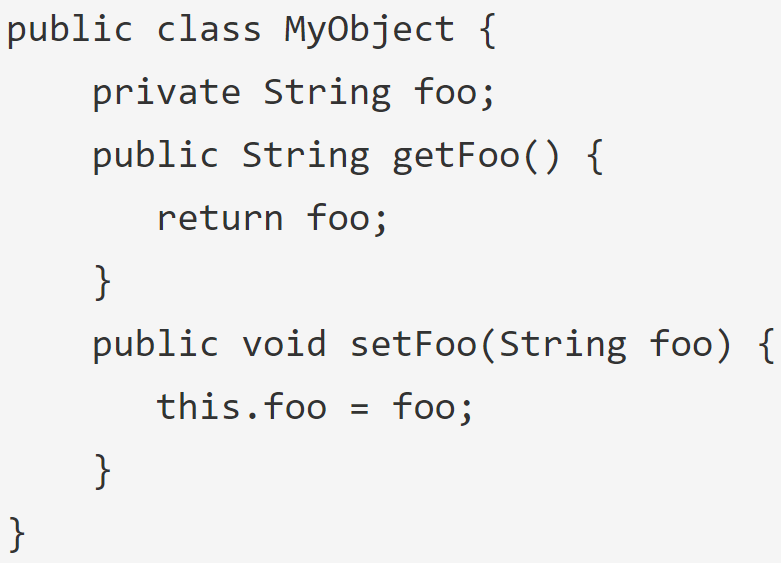 public class MyObject {
    private String foo;
    public String getFoo() {
       return foo;
    }
    public void setFoo(String foo) {
       this.foo = foo;
    }
}